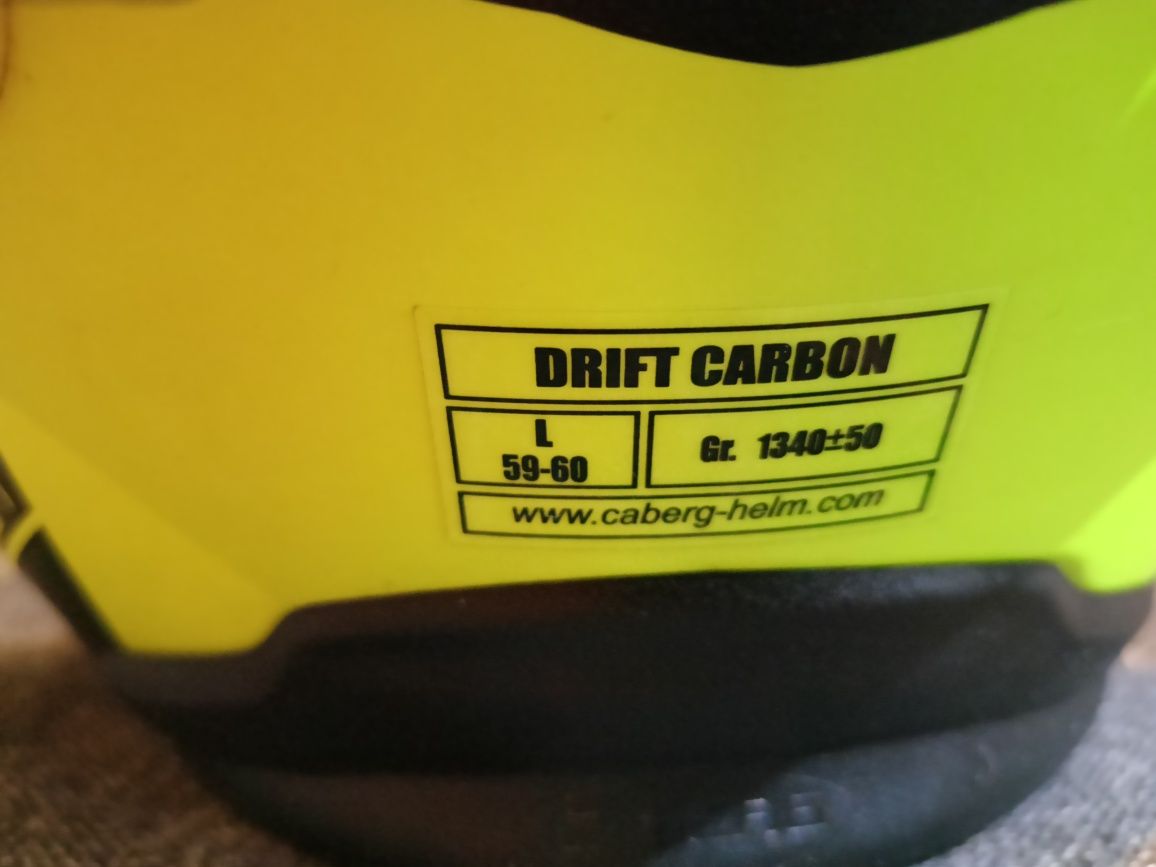 DRIFT CARBON
L
59-60
Gr. 1340±50
www.caberg-helm.com